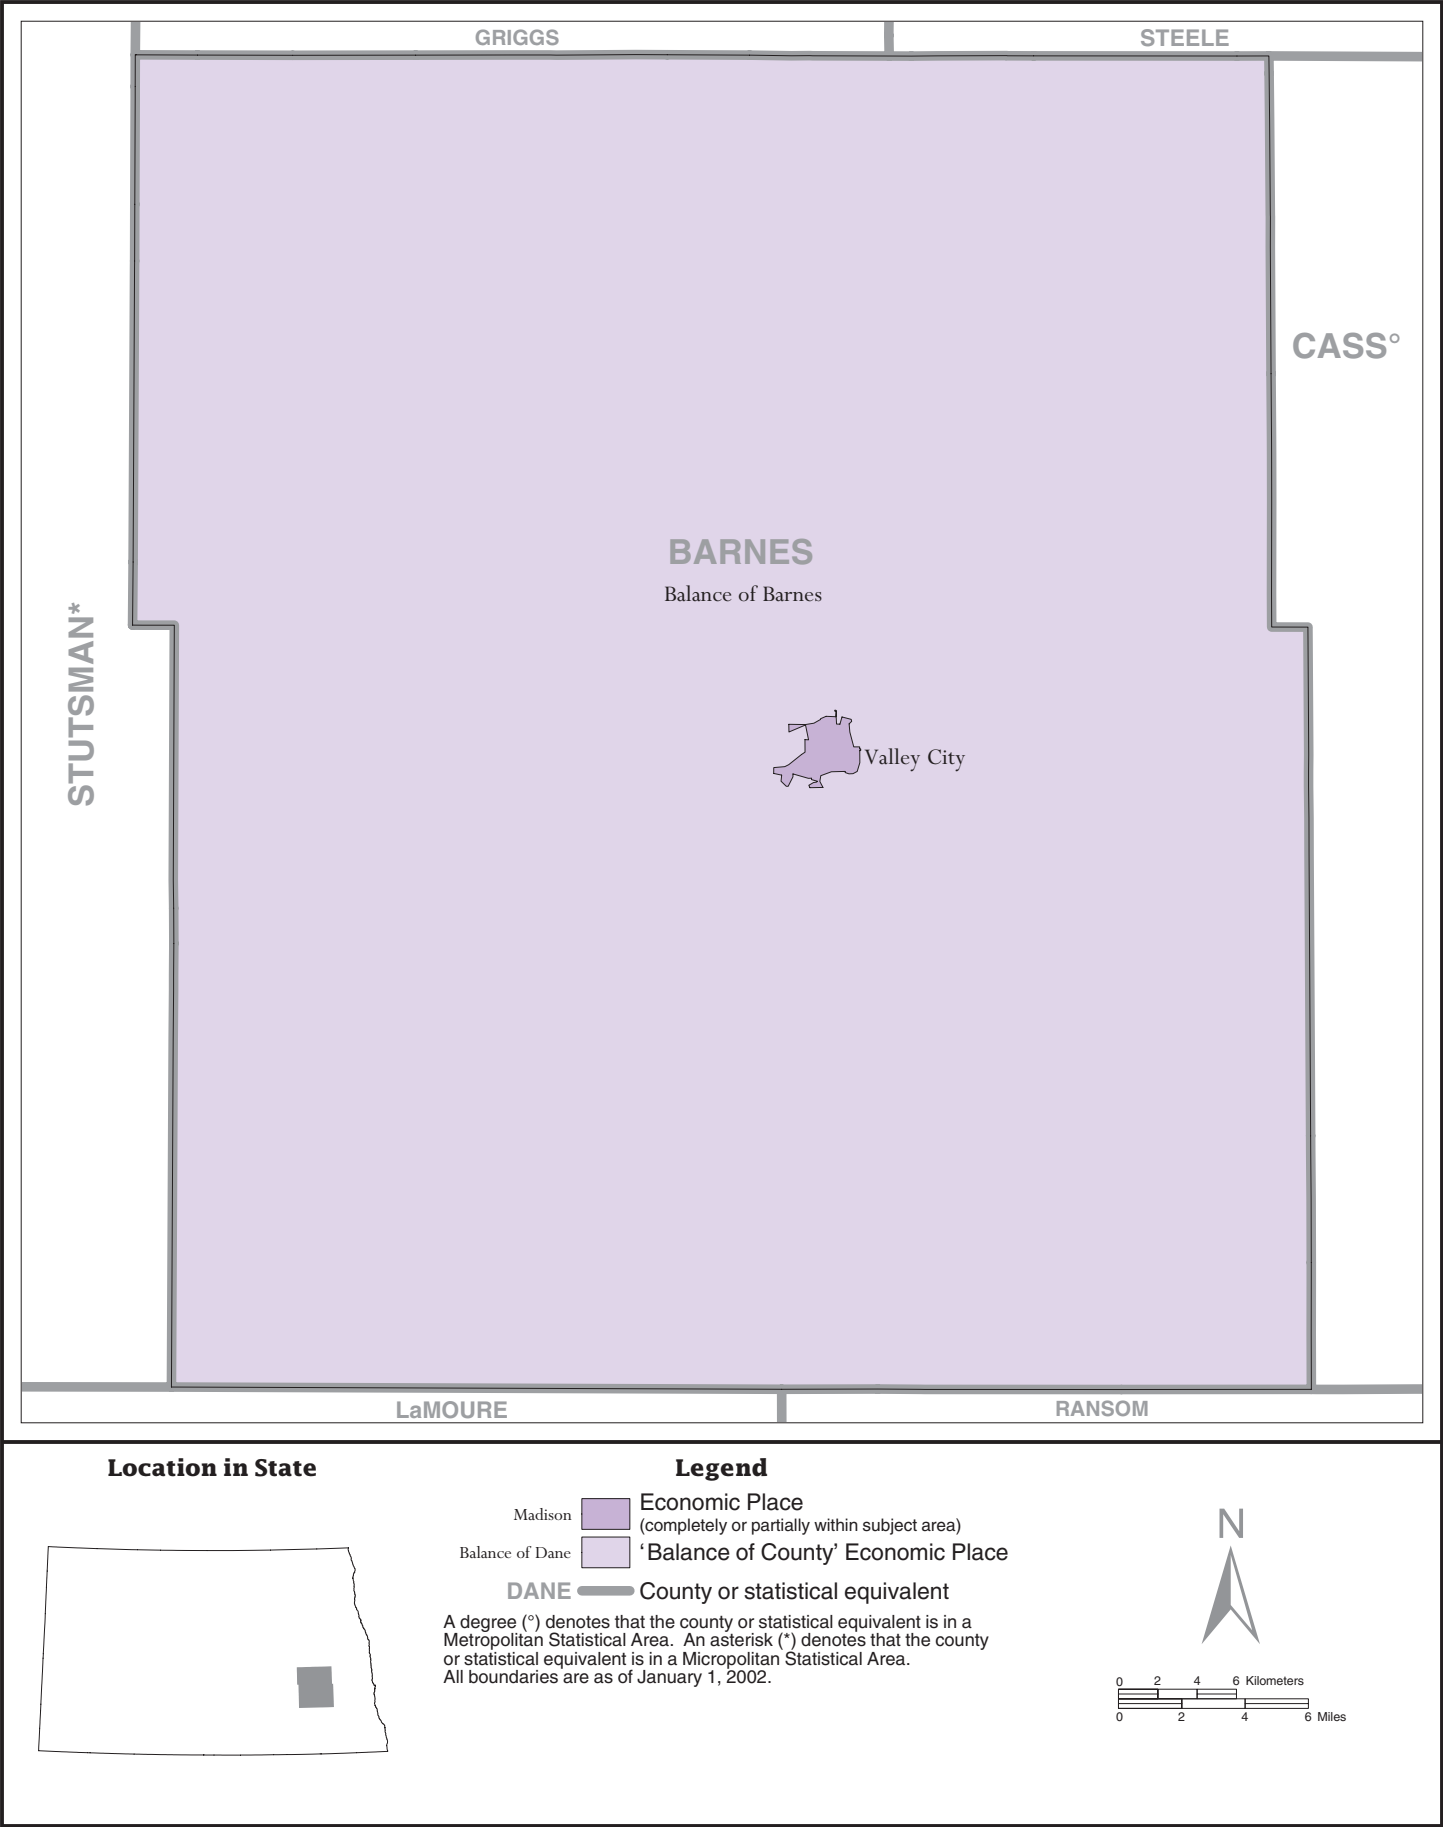 GRIGGS
STEELE
CASS°
BARNES
Balance of Barnes
STUTSMAN*
Valley City
LaMOURE
RANSOM
Location in State
Legend
Madison
Economic Place
(completely or partially within subject area)
Balance of Dane
‘Balance of County’ Economic Place
DANE
County or statistical equivalent
A degree (°) denotes that the county or statistical equivalent is in a
Metropolitan Statistical Area. An asterisk (*) denotes that the county
or statistical equivalent is in a Micropolitan Statistical Area.
All boundaries are as of January 1, 2002.
N
0 2 4 6 Kilometers
0 2 4 6 Miles